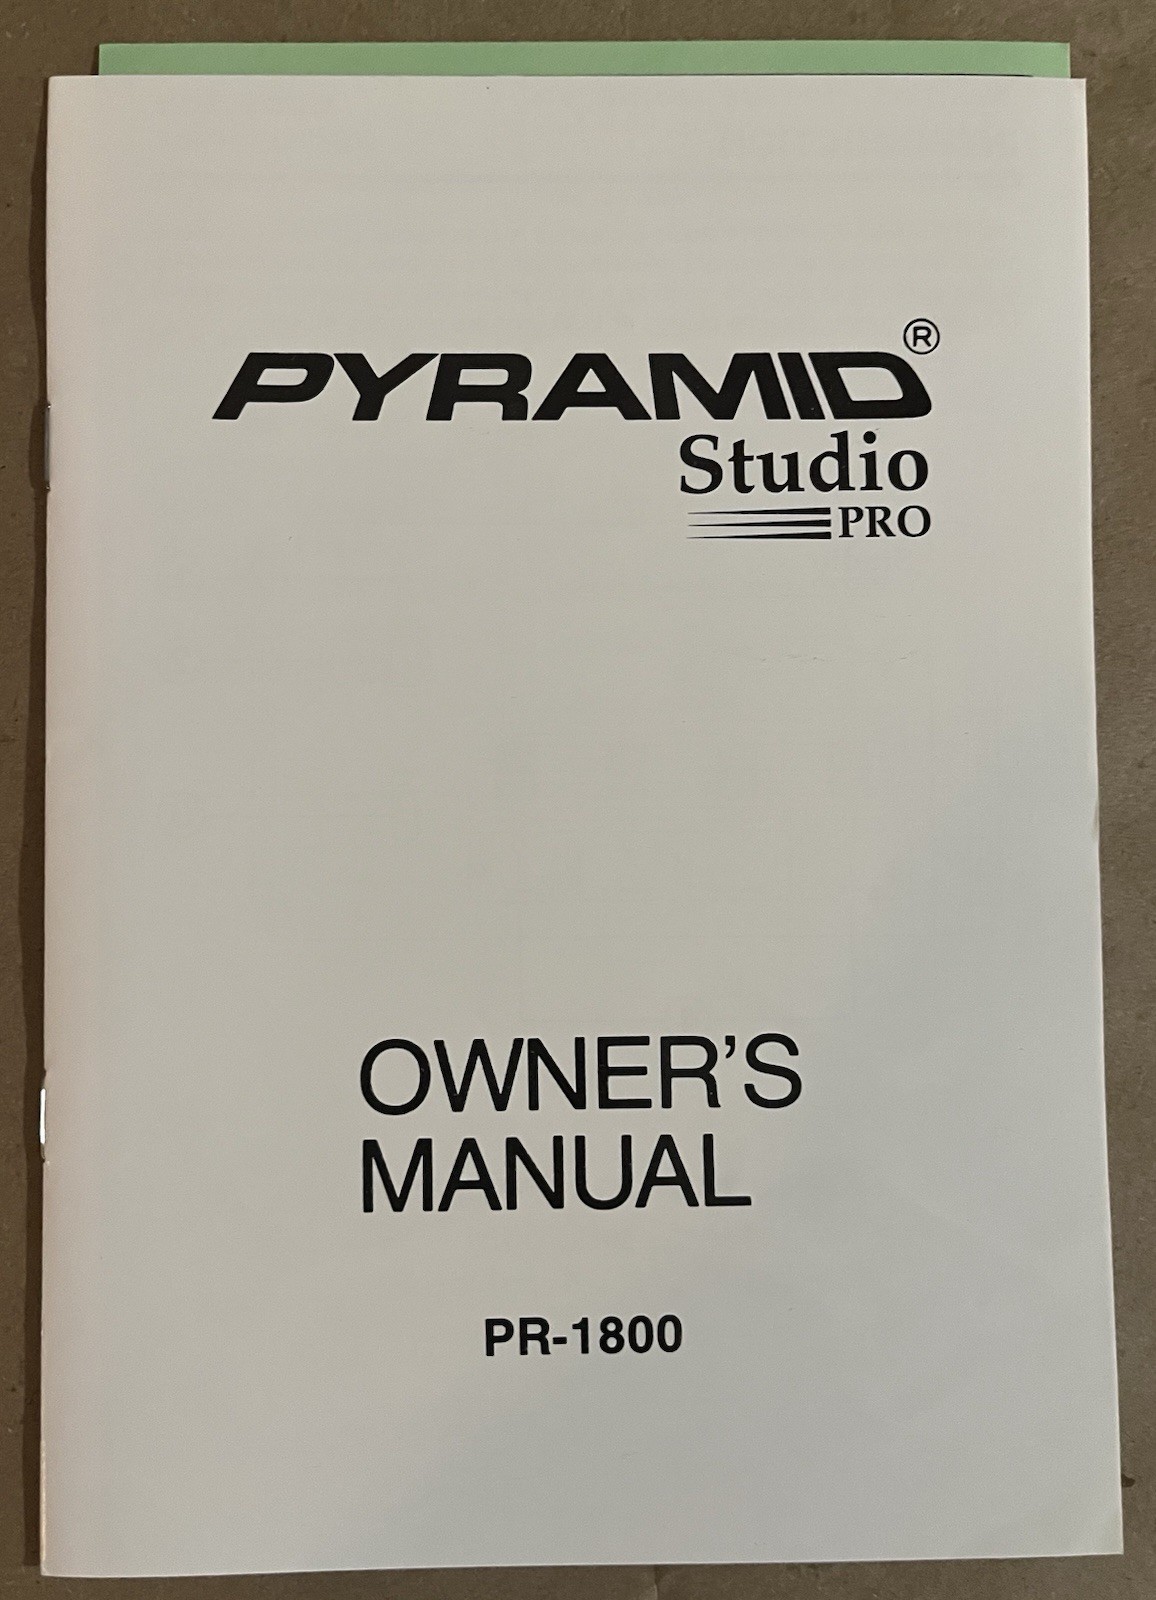 PYRAMID®
Studio
PRO
OWNER'S
MANUAL
PR-1800